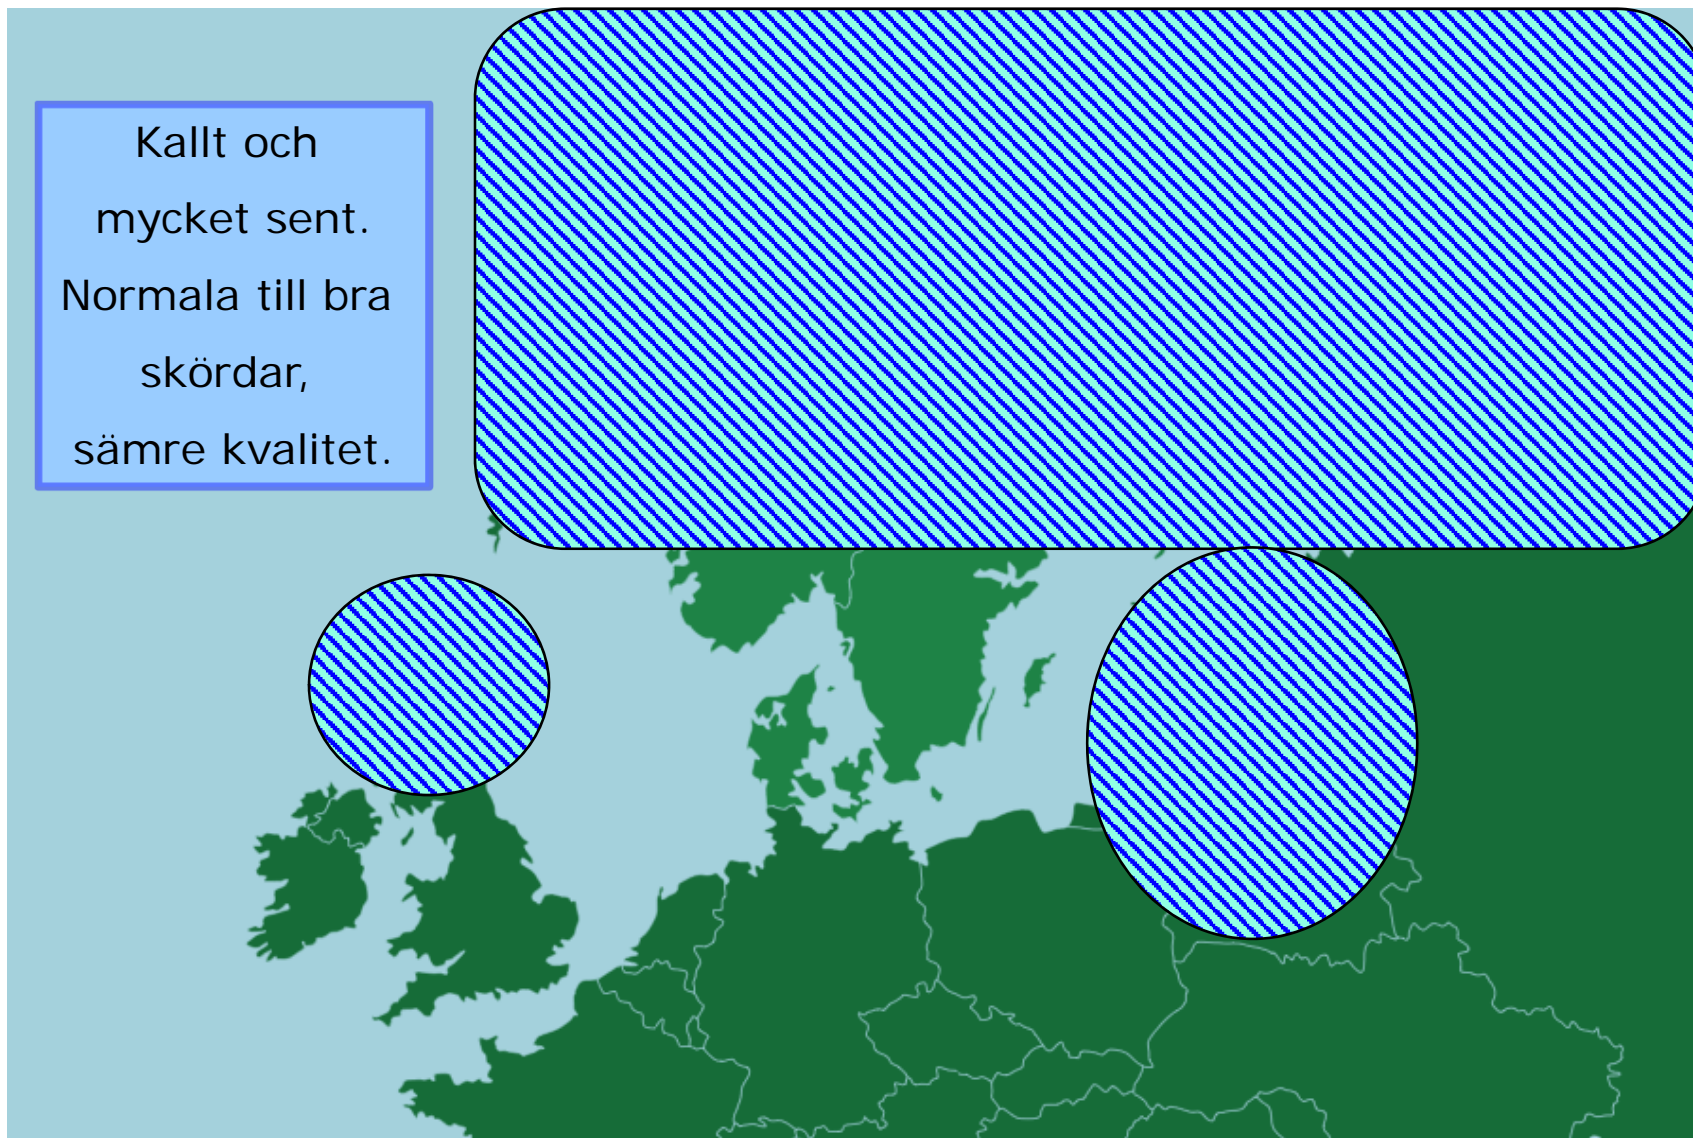 Kallt och
mycket sent.
Normala till bra
skördar,
sämre kvalitet.